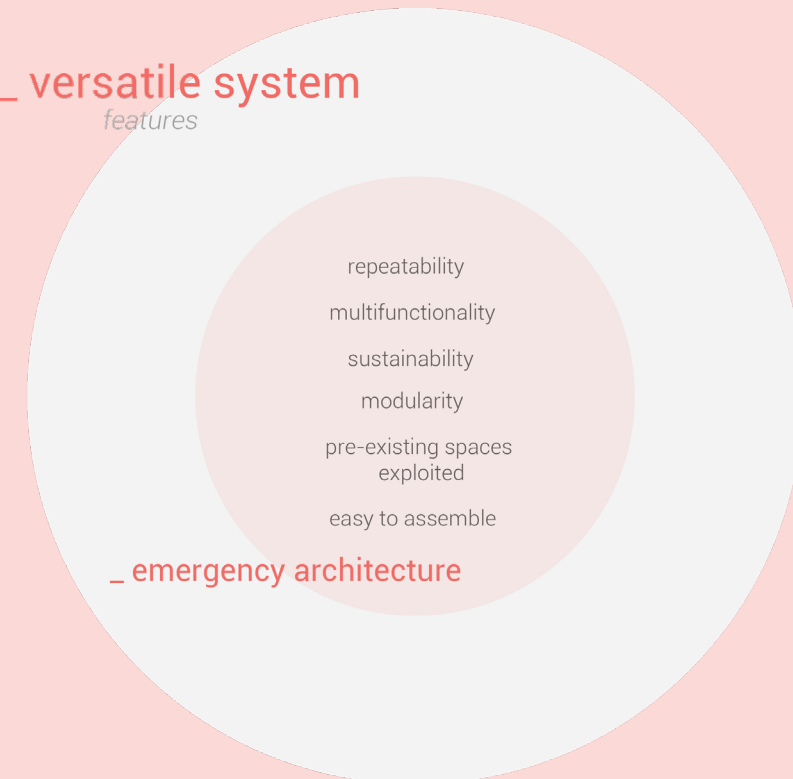 _ versatile system
features
repeatability
multifunctionality
sustainability
modularity
pre-existing spaces
exploited
easy to assemble
_ emergency architecture